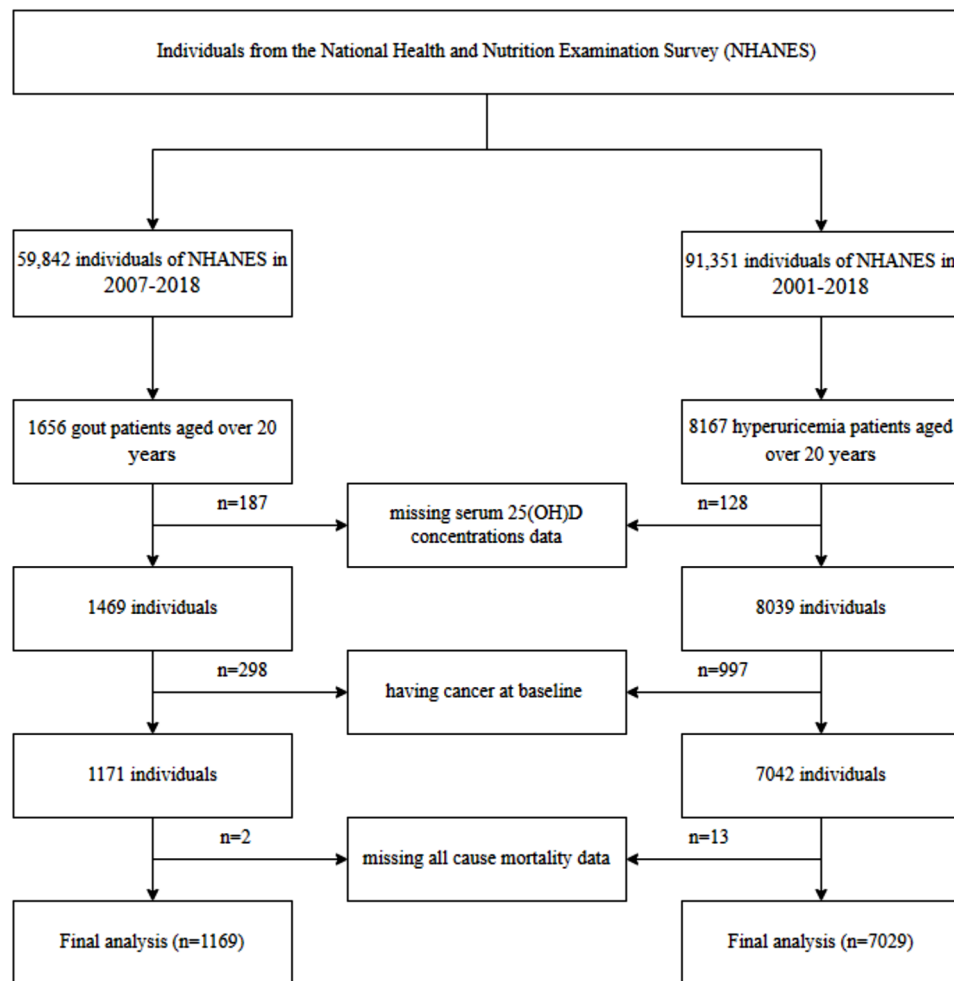 Individuals from the National Health and Nutrition Examination Survey (NHANES)
59,842 individuals of NHANES in
2007-2018
91,351 individuals of NHANES in
2001-2018
1656 gout patients aged over 20
years
8167 hyperuricemia patients aged
over 20 years
n=187
missing serum 25(OH)D
concentrations data
n=128
1469 individuals
8039 individuals
n=298
having cancer at baseline
n=997
1171 individuals
7042 individuals
n=2
missing all cause mortality data
n=13
Final analysis (n=1169)
Final analysis (n=7029)